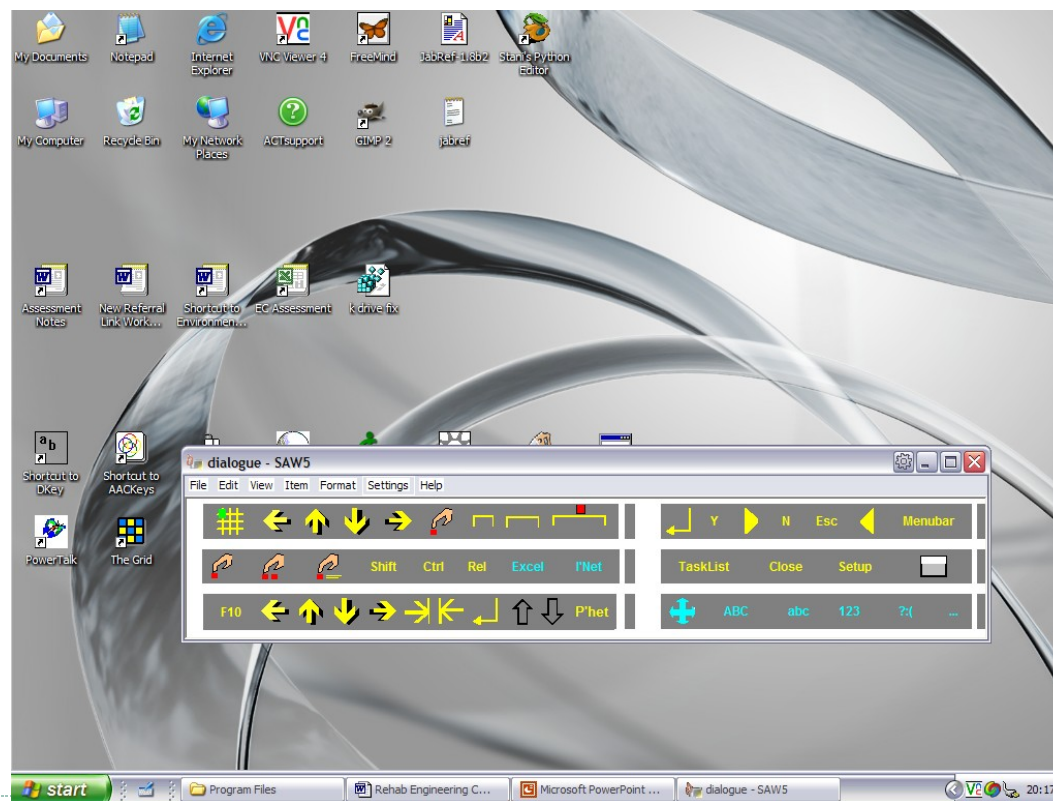 My Documents
Notepad
Internet
Explorer
VNC Viewer 4
FreeMind
JabRef-1.8b2
Stani's Python
Editor
My Computer
Recycle Bin
My Network
Places
ACTsupport
GIMP 2
jabref
Assessment
Notes
New Referral
Link Work...
Shortcut to
Environmen...
EC Assessment
k drive fix
Shortcut to
DKey
Shortcut to
AACKeys
PowerTalk
The Grid
dialogue - SAW5
File Edit View Item Format Settings Help
Y N Esc Menubar
Shift Ctrl Rel Excel I'Net
TaskList Close Setup
F10 P'het
ABC abc 123 ?:( ...
start
Program Files
Rehab Engineering C...
Microsoft PowerPoint ...
dialogue - SAW5
20:17